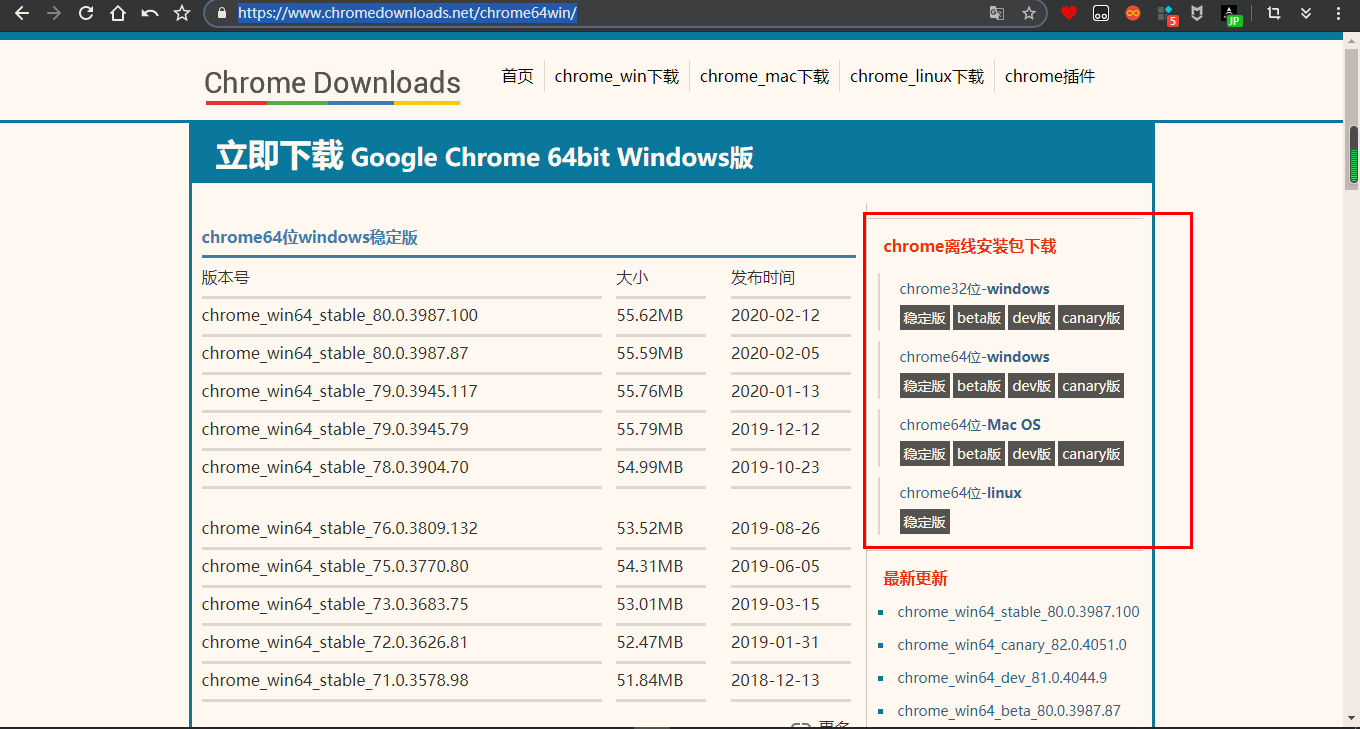 https://www.chromedownloads.net/chrome64win/
5
JP
Chrome Downloads
首页 chrome_win下载 chrome_mac下载 chrome_linux下载 chrome插件
立即下载 Google Chrome 64bit Windows版
chrome64位windows稳定版
版本号 大小 发布时间
chrome_win64_stable_80.0.3987.100 55.62MB 2020-02-12
chrome_win64_stable_80.0.3987.87 55.59MB 2020-02-05
chrome_win64_stable_79.0.3945.117 55.76MB 2020-01-13
chrome_win64_stable_79.0.3945.79 55.79MB 2019-12-12
chrome_win64_stable_78.0.3904.70 54.99MB 2019-10-23
chrome_win64_stable_76.0.3809.132 53.52MB 2019-08-26
chrome_win64_stable_75.0.3770.80 54.31MB 2019-06-05
chrome_win64_stable_73.0.3683.75 53.01MB 2019-03-15
chrome_win64_stable_72.0.3626.81 52.47MB 2019-01-31
chrome_win64_stable_71.0.3578.98 51.84MB 2018-12-13
chrome离线安装包下载
chrome32位-windows
稳定版 beta版 dev版 canary版
chrome64位-windows
稳定版 beta版 dev版 canary版
chrome64位-Mac OS
稳定版 beta版 dev版 canary版
chrome64位-linux
稳定版
最新更新
chrome_win64_stable_80.0.3987.100
chrome_win64_canary_82.0.4051.0
chrome_win64_dev_81.0.4044.9
chrome_win64_beta_80.0.3987.87